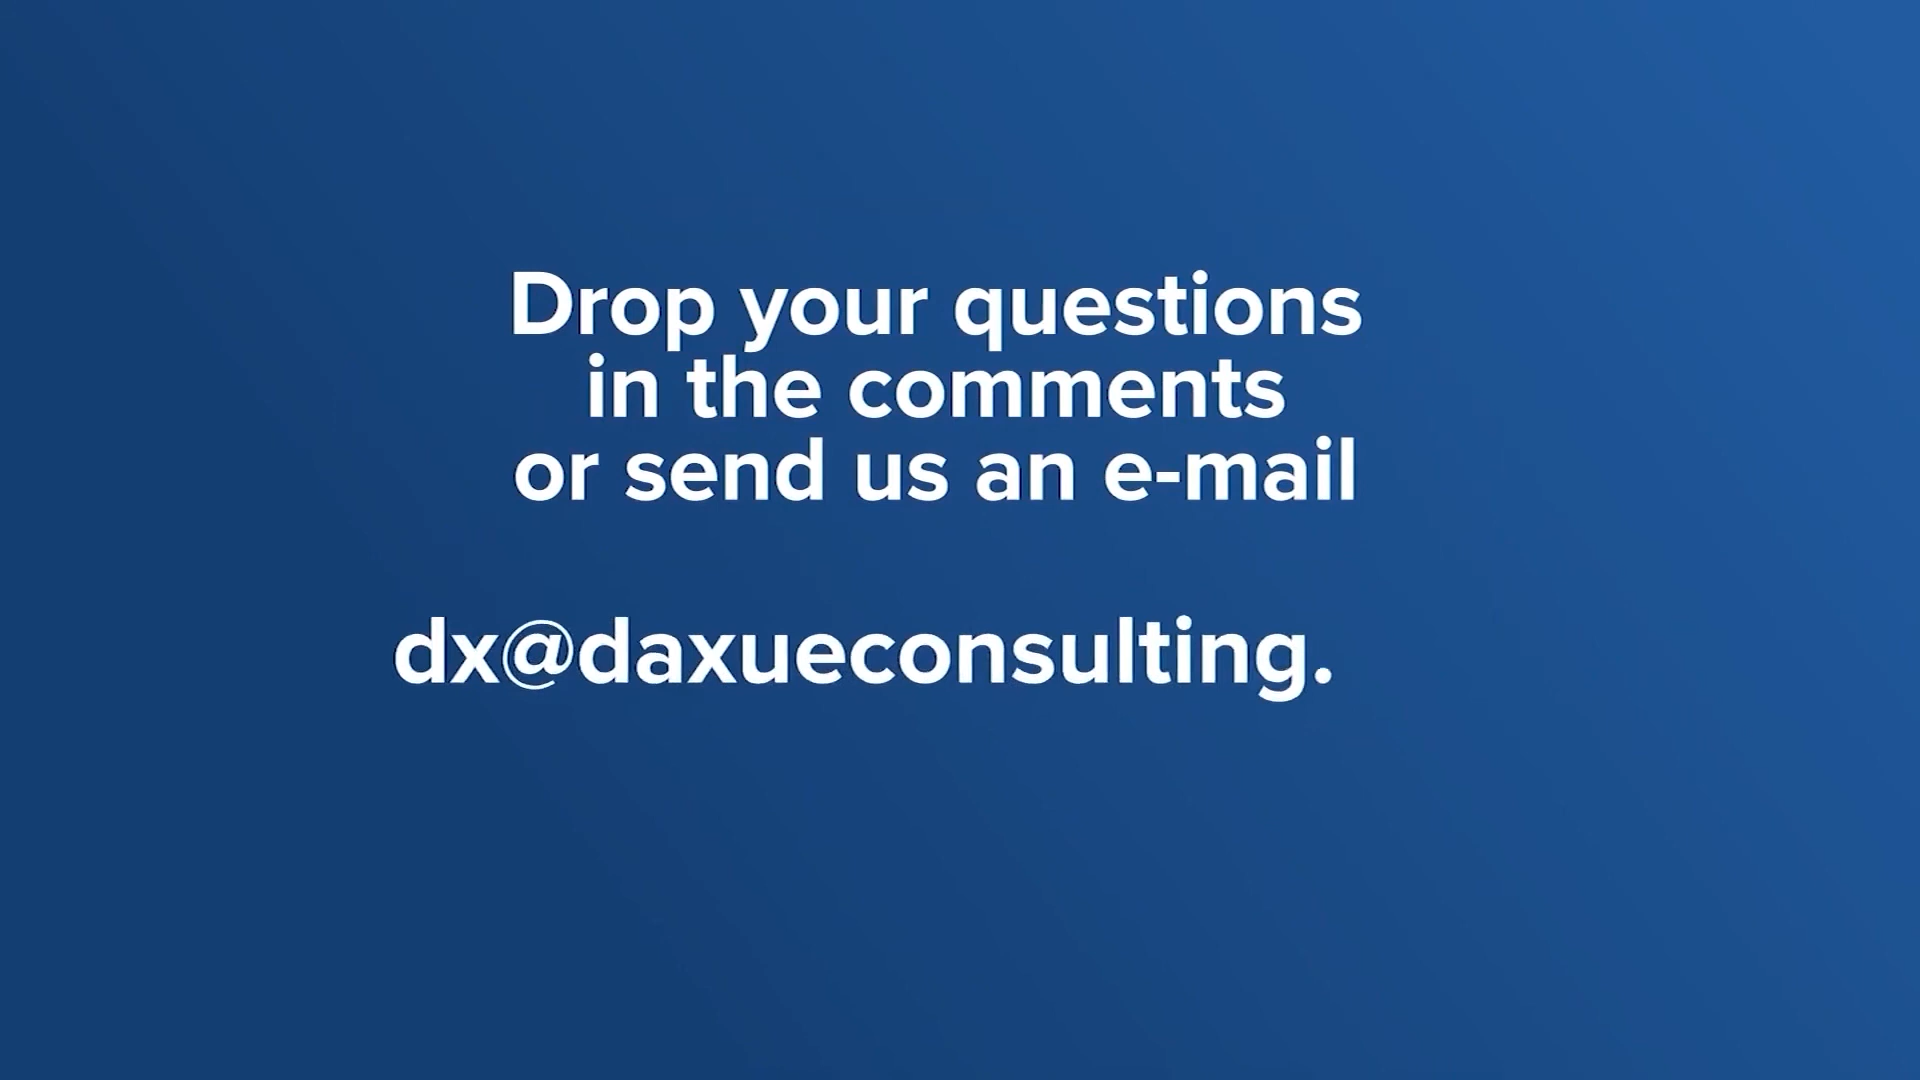 Drop your questions
in the comments
or send us an e-mail
dx@daxueconsulting.